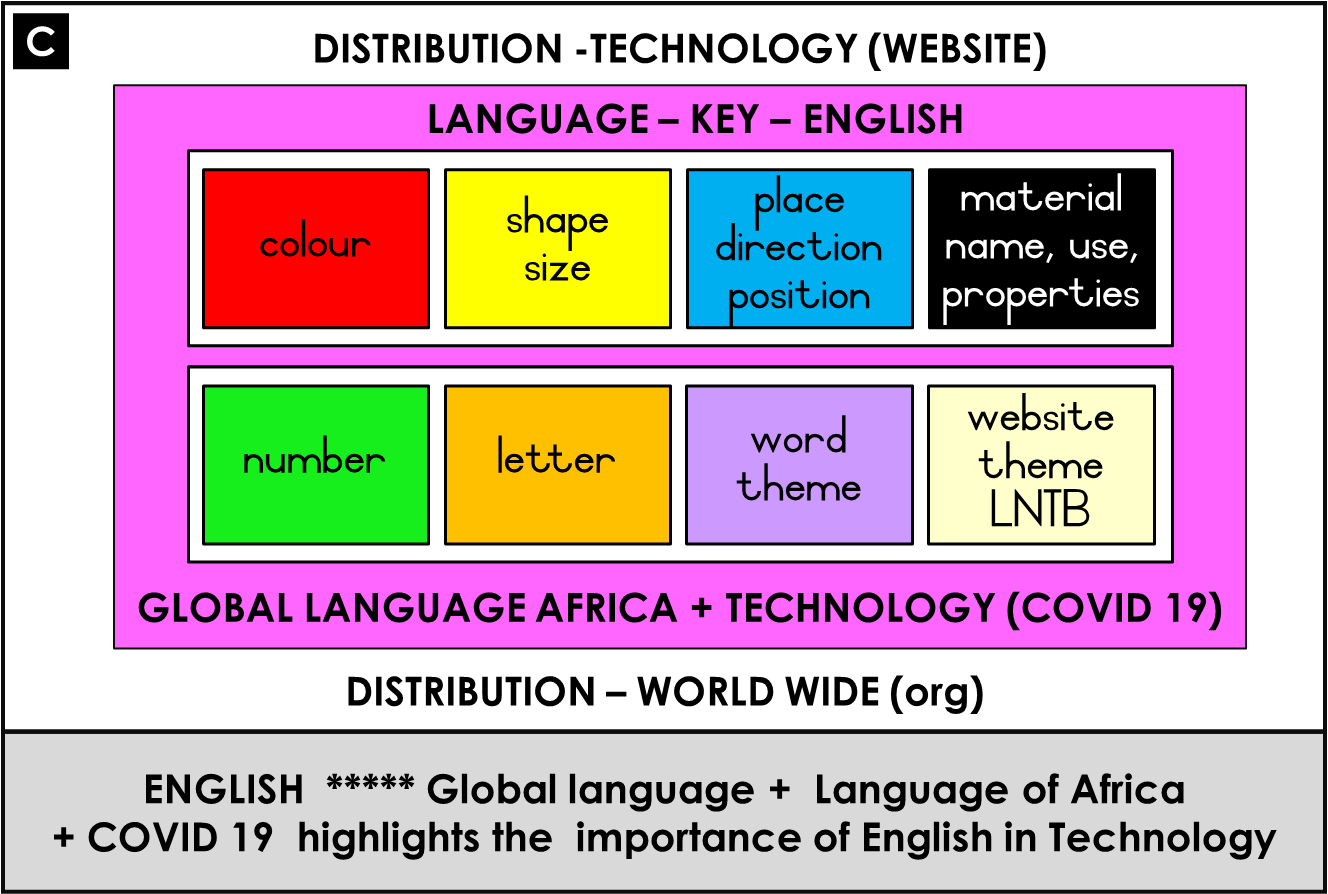 C
DISTRIBUTION -TECHNOLOGY (WEBSITE)
LANGUAGE – KEY – ENGLISH
colour
shape
size
place
direction
position
material
name, use,
properties
number
letter
word
theme
website
theme
LNTB
GLOBAL LANGUAGE AFRICA + TECHNOLOGY (COVID 19)
DISTRIBUTION – WORLD WIDE (org)
ENGLISH ***** Global language + Language of Africa
+ COVID 19 highlights the importance of English in Technology